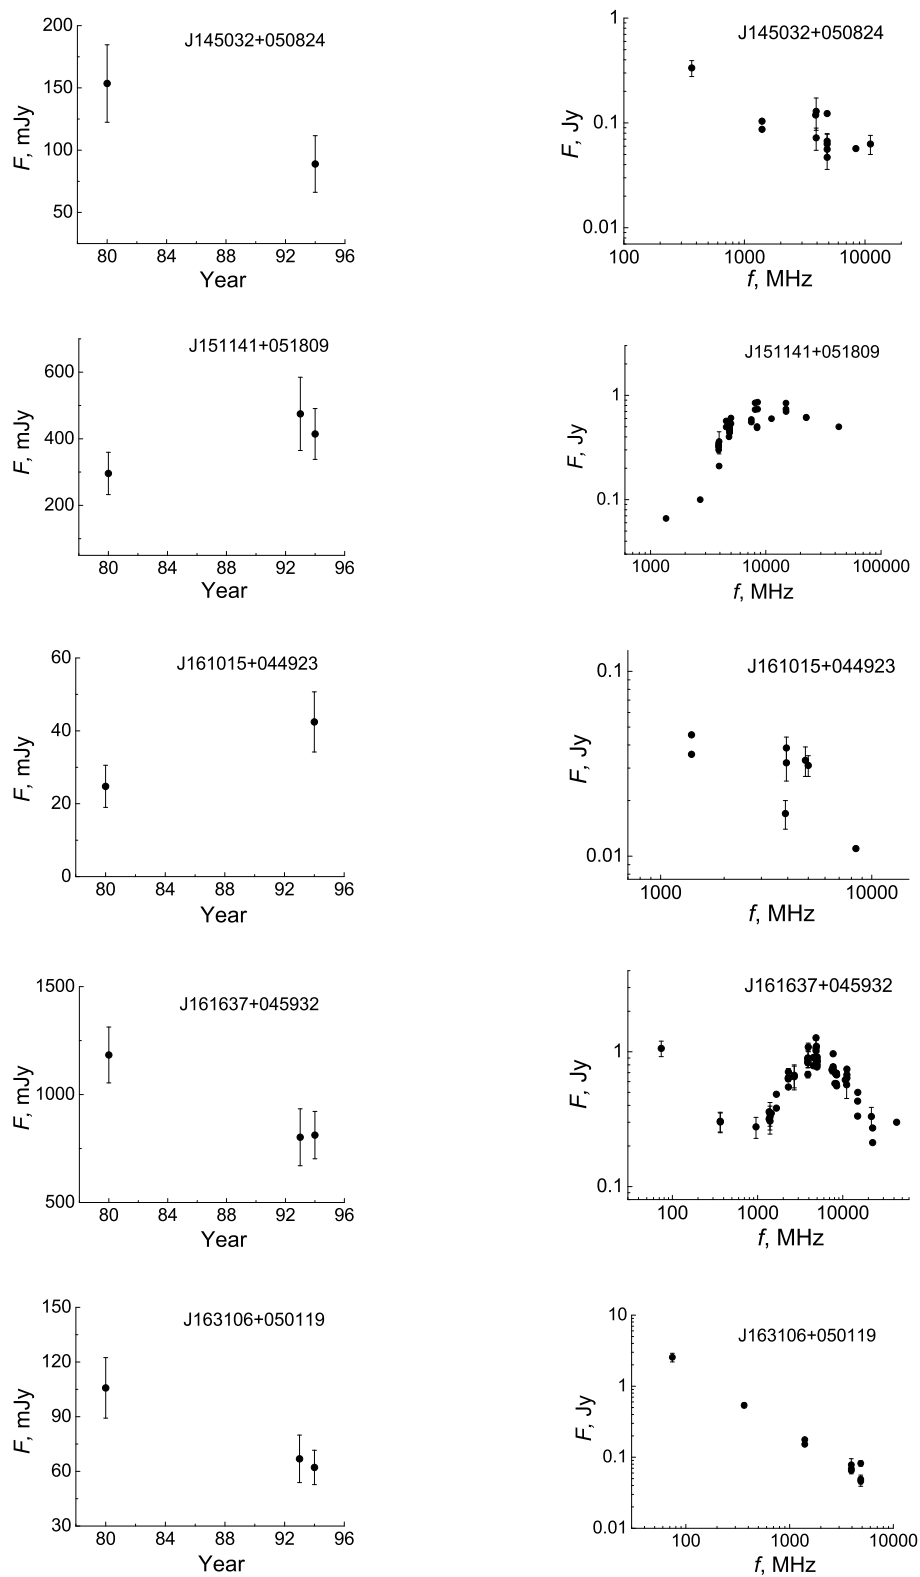 200
J145032+050824
150
F, mJy
100
50
80 84 88 92 96
Year
1
J145032+050824
F, Jy
0.1
0.01
100 1000 10000
f, MHz
J151141+051809
600
F, mJy
400
200
80 84 88 92 96
Year
J151141+051809
1
F, Jy
0.1
1000 10000 100000
f, MHz
60
J161015+044923
40
F, mJy
20
0
80 84 88 92 96
Year
0.1
J161015+044923
F, Jy
0.01
1000 10000
f, MHz
1500
J161637+045932
F, mJy
1000
500
80 84 88 92 96
Year
J161637+045932
1
F, Jy
0.1
100 1000 10000
f, MHz
150
J163106+050119
120
F, mJy
90
60
30
80 84 88 92 96
Year
10
J163106+050119
1
F, Jy
0.1
0.01
100 1000 10000
f, MHz